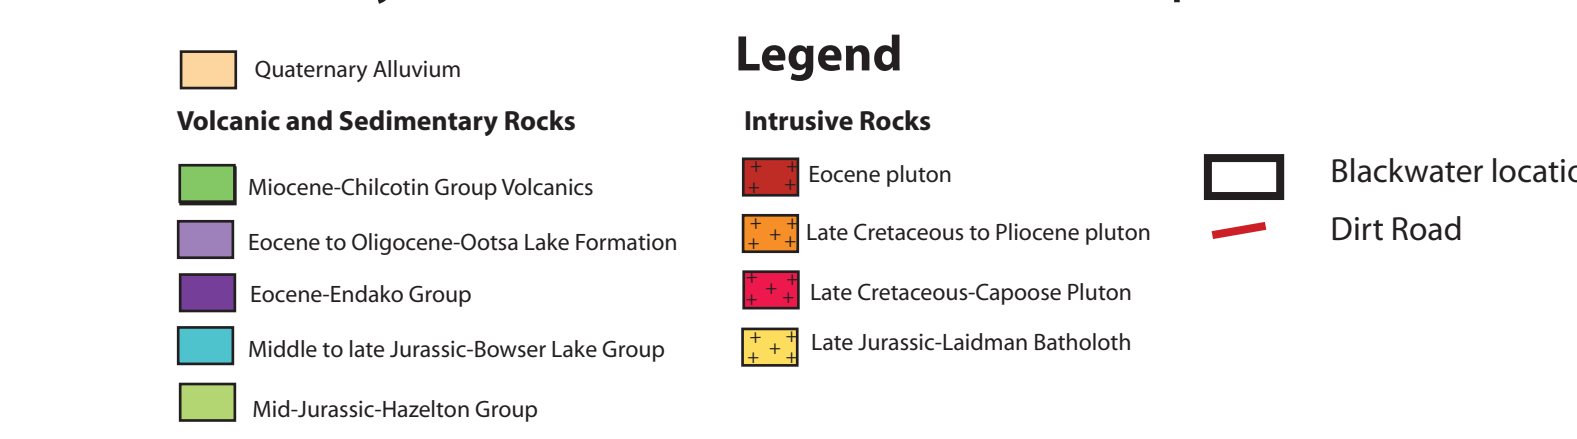 Legend
Quaternary Alluvium
Volcanic and Sedimentary Rocks
Miocene-Chilcotin Group Volcanics
Eocene to Oligocene-Ootsa Lake Formation
Eocene-Endako Group
Middle to late Jurassic-Bowser Lake Group
Mid-Jurassic-Hazelton Group
Intrusive Rocks
Eocene pluton
Late Cretaceous to Pliocene pluton
Late Cretaceous-Capoose Pluton
Late Jurassic-Laidman Batholoth
Blackwater locatio
Dirt Road